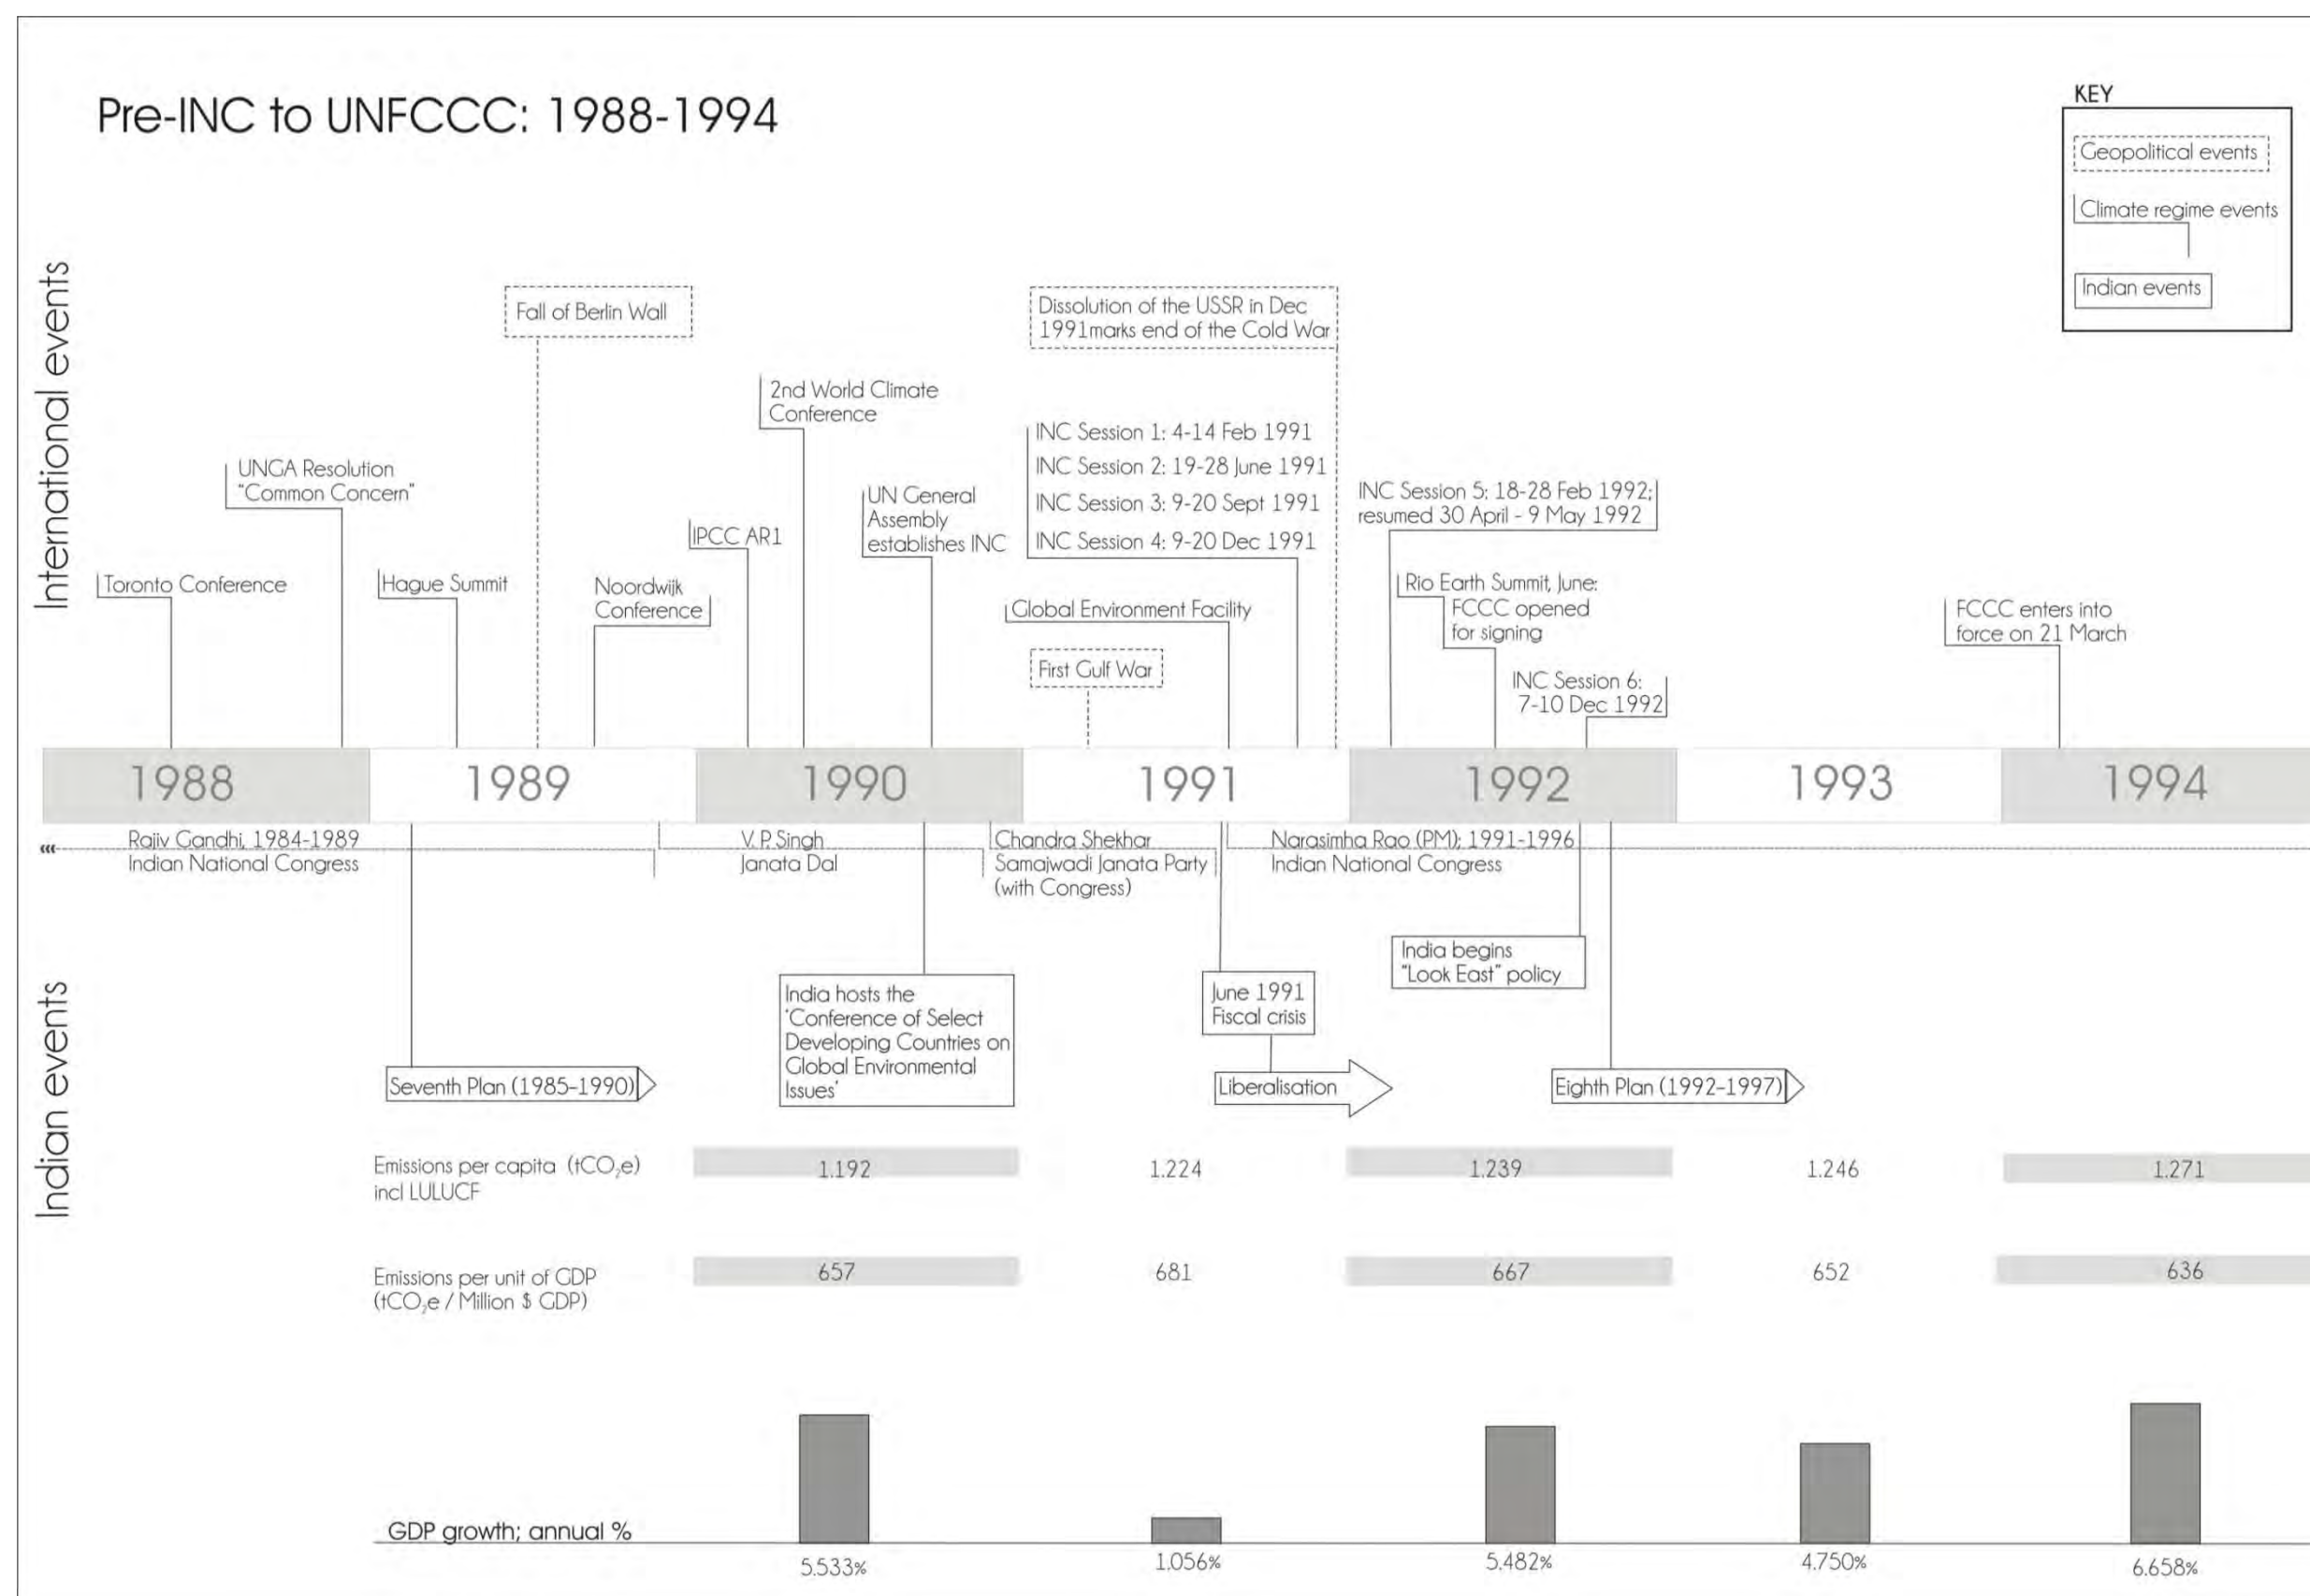 Pre-INC to UNFCCC: 1988-1994
KEY
Geopolitical events
Climate regime events
Indian events
International events
Fall of Berlin Wall
Dissolution of the USSR in Dec
1991marks end of the Cold War
2nd World Climate
Conference
UNGA Resolution
"Common Concern"
IPCC AR1
UN General
Assembly
establishes INC
INC Session 1: 4-14 Feb 1991
INC Session 2: 19-28 June 1991
INC Session 3: 9-20 Sept 1991
INC Session 4: 9-20 Dec 1991
INC Session 5: 18-28 Feb 1992;
resumed 30 April - 9 May 1992
Toronto Conference
Hague Summit
Noordwijk
Conference
Global Environment Facility
First Gulf War
Rio Earth Summit, June:
FCCC opened
for signing
INC Session 6:
7-10 Dec 1992
FCCC enters into
force on 21 March
1988 1989 1990 1991 1992 1993 1994
Rajiv Gandhi, 1984-1989
Indian National Congress
V. P. Singh
Janata Dal
Chandra Shekhar
Samajwadi Janata Party
(with Congress)
Narasimha Rao (PM); 1991-1996
Indian National Congress
Indian events
Seventh Plan (1985-1990)
India hosts the
'Conference of Select
Developing Countries on
Global Environmental
Issues'
June 1991
Fiscal crisis
Liberalisation
India begins
"Look East" policy
Eighth Plan (1992-1997)
Emissions per capita (tCO₂e)
incl LULUCF
1.192 1.224 1.239 1.246 1.271
Emissions per unit of GDP
(tCO₂e / Million $ GDP)
657 681 667 652 636
GDP growth; annual %
5.533% 1.056% 5.482% 4.750% 6.658%